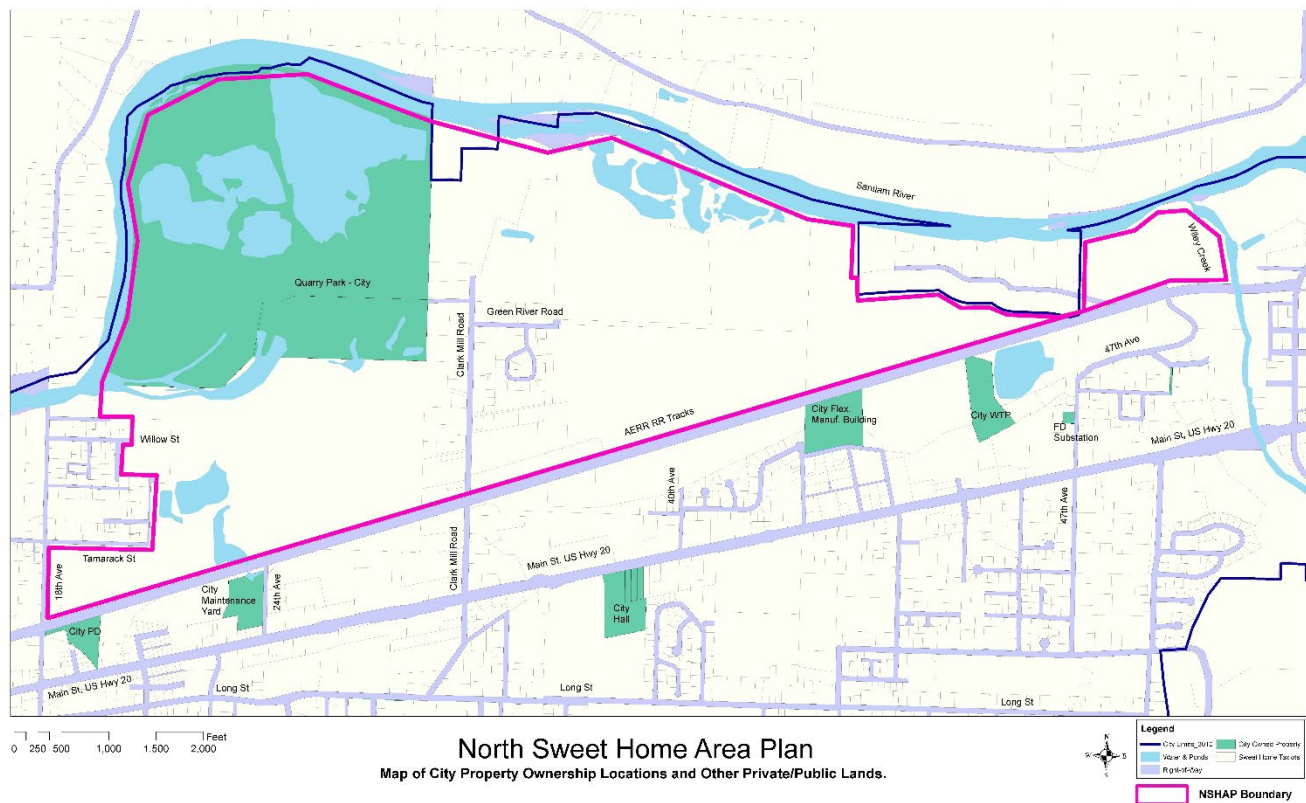 Santiam River
Wiley Creek
Quarry Park - City
Green River Road
Clark Mill Road
47th Ave
AERR RR Tracks
City Flex.
Manuf. Building
City WTP
FD
Substation
Main St, US Hwy 20
Willow St
40th Ave
47th Ave
Tamarack St
18th Ave
City
Maintenance
Yard
24th Ave
Clark Mill Road
Main St, US Hwy 20
City PD
City
Hall
Main St, US Hwy 20
Long St
Long St
Long St
Feet
0 250 500 1,000 1,500 2,000
North Sweet Home Area Plan
Map of City Property Ownership Locations and Other Private/Public Lands.
N
W E
S
Legend
City Limits_2012 City Owned Property
Water & Ponds Sweet Home Taxlots
Right-of-Way
NSHAP Boundary